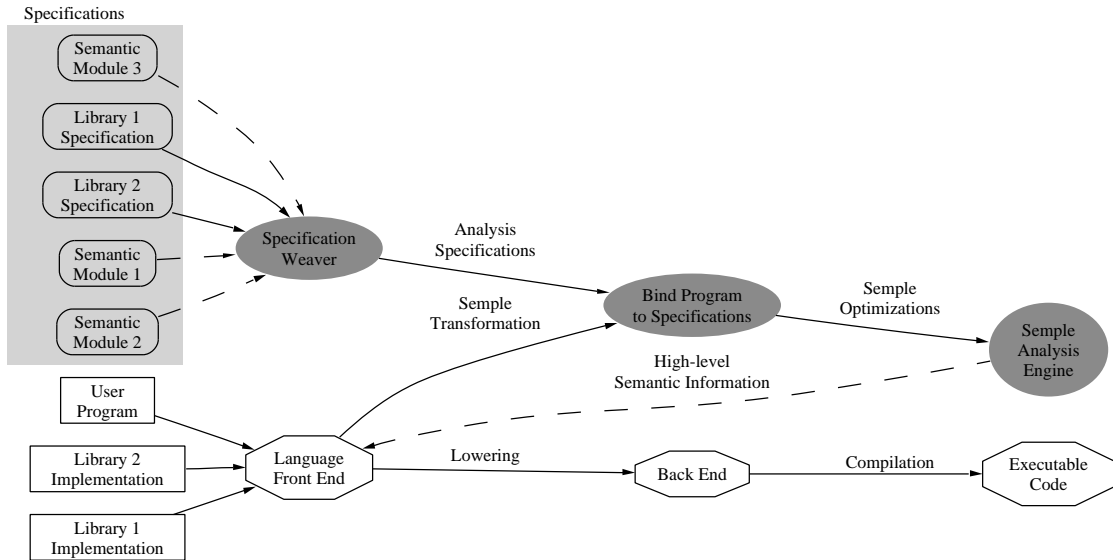 Specifications
Semantic
Module 3
Library 1
Specification
Library 2
Specification
Semantic
Module 1
Semantic
Module 2
Specification
Weaver
Analysis
Specifications
Semple
Transformation
Bind Program
to Specifications
Semple
Optimizations
Semple
Analysis
Engine
High-level
Semantic Information
User
Program
Library 2
Implementation
Library 1
Implementation
Language
Front End
Lowering
Back End
Compilation
Executable
Code